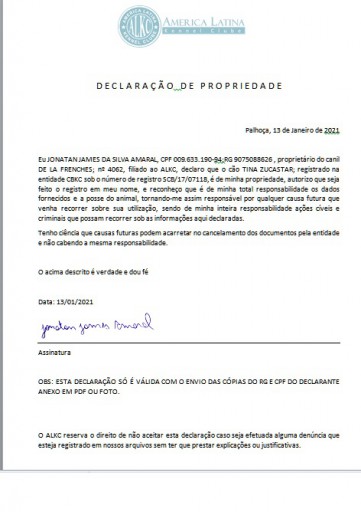 AMERICA LATINA
KENNEL CLUBE
ALKC
DECLARAÇÃO DE PROPRIEDADE
Palhoça, 13 de Janeiro de 2021
Eu JONATAN JAMES DA SILVA AMARAL, CPF 009.633.190-94;RG 9075088626 , proprietário do canil
DE LA FRENCHES; nº 4062, filiado ao ALKC, declaro que o cão TINA ZUCASTAR; registrado na
entidade CBKC sob o número de registro SCB/17/07118, é de minha propriedade, autorizo que seja
feito o registro em meu nome, e reconheço que é de minha total responsabilidade os dados
fornecidos e a posse do animal, tornando-me assim responsável por qualquer causa futura que
venha recorrer sobre sua utilização, sendo de minha inteira responsabilidade ações cíveis e
criminais que possam recorrer sob as informações aqui declaradas.
Tenho ciência que causas futuras podem acarretar no cancelamento dos documentos pela entidade
e não cabendo a mesma responsabilidade.
O acima descrito é verdade e dou fé
Data: 13/01/2021
jonatan james Amaral
Assinatura
OBS: ESTA DECLARAÇÃO SÓ É VÁLIDA COM O ENVIO DAS CÓPIAS DO RG E CPF DO DECLARANTE
ANEXO EM PDF OU FOTO.
O ALKC reserva o direito de não aceitar esta declaração caso seja efetuada alguma denúncia que
esteja registrado em nossos arquivos sem ter que prestar explicações ou justificativas.